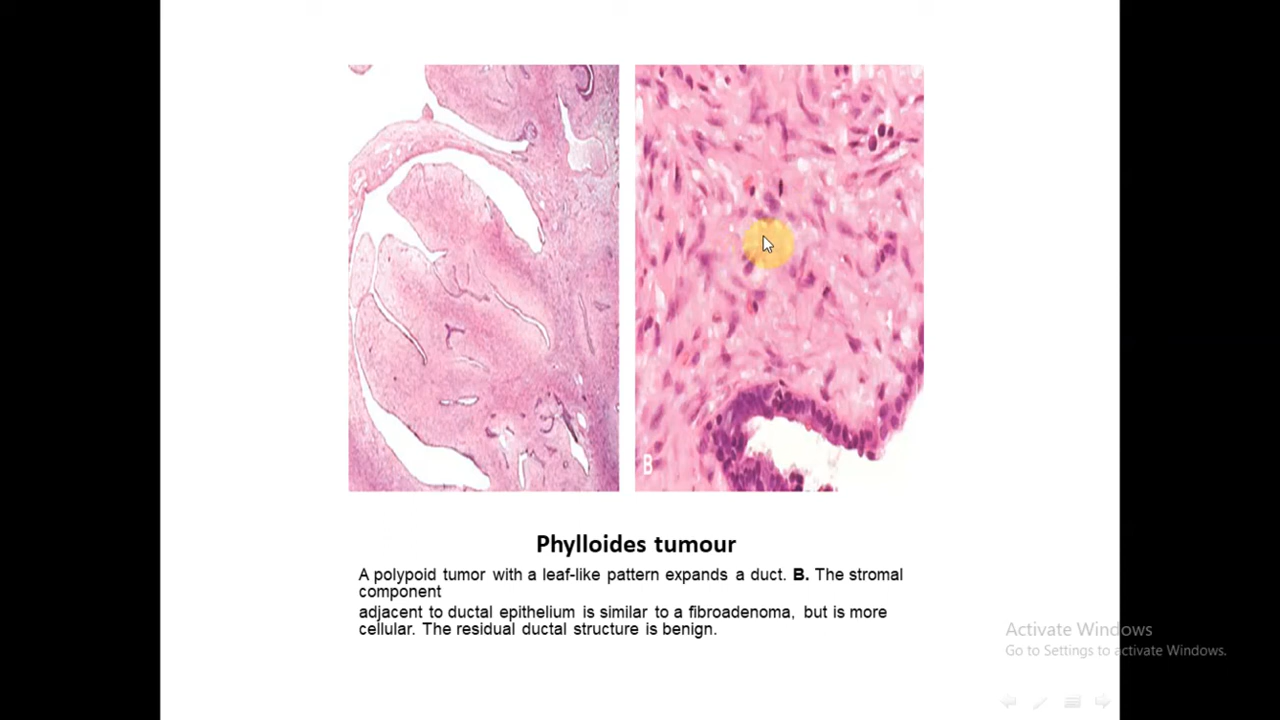 B
Phylloides tumour
A polypoid tumor with a leaf-like pattern expands a duct. B. The stromal
component
adjacent to ductal epithelium is similar to a fibroadenoma, but is more
cellular. The residual ductal structure is benign.
Activate Windows
Go to Settings to activate Windows.